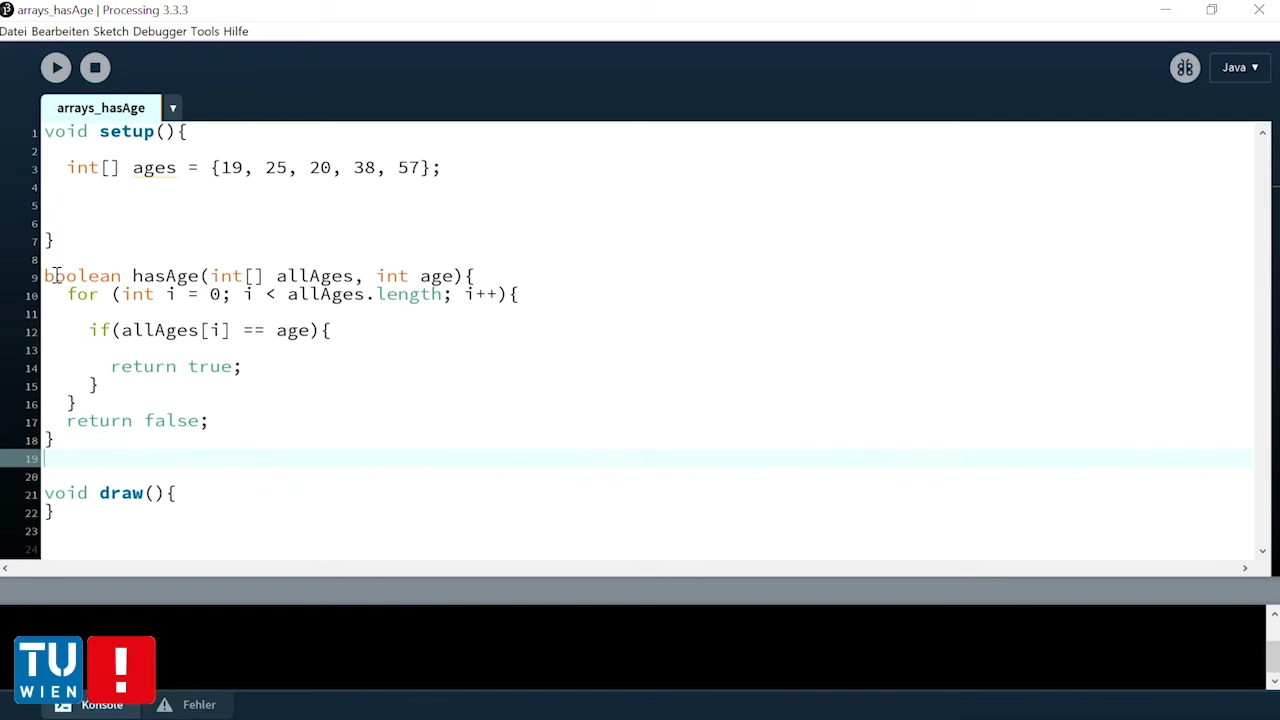 arrays_hasAge | Processing 3.3.3
Datei Bearbeiten Sketch Debugger Tools Hilfe
Java ▾
arrays_hasAge ▾
1 void setup(){
2
3 int[] ages = {19, 25, 20, 38, 57};
4
5
6
7 }
8
9 boolean hasAge(int[] allAges, int age){
10 for (int i = 0; i < allAges.length; i++){
11
12 if(allAges[i] == age){
13
14 return true;
15 }
16 }
17 return false;
18 }
19
20
21 void draw(){
22 }
23
24
TU
WIEN
!
Konsole Fehler